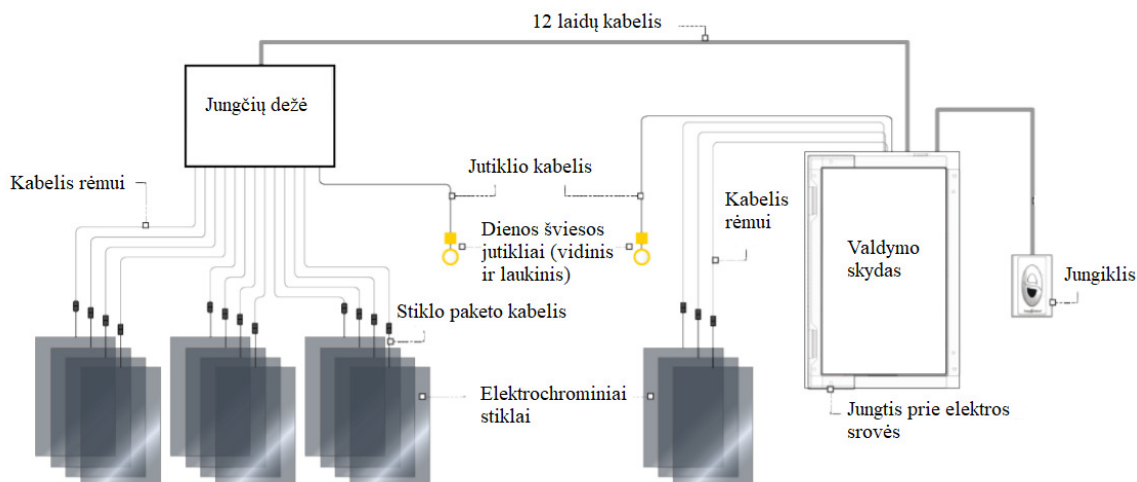 12 laidų kabelis
Jungčių dežė
Kabelis rėmui
Jutiklio kabelis
Kabelis
rėmui
Dienos šviesos
jutikliai (vidinis
ir laukinis)
Valdymo
skydas
Jungiklis
Stiklo paketo kabelis
Elektrochrominiai
stiklai
Jungtis prie elektros
srovės